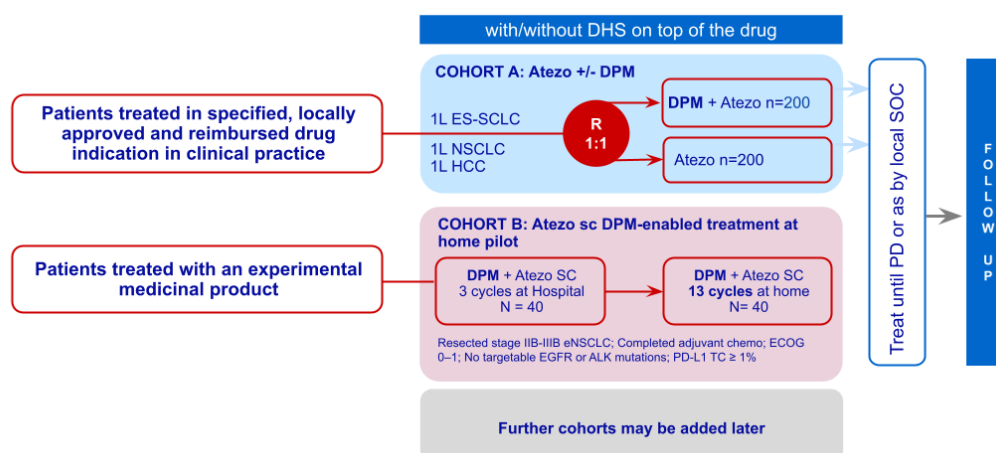 with/without DHS on top of the drug
COHORT A: Atezo +/- DPM
Patients treated in specified, locally
approved and reimbursed drug
indication in clinical practice
1L ES-SCLC
1L NSCLC
1L HCC
R
1:1
DPM + Atezo n=200
Atezo n=200
COHORT B: Atezo sc DPM-enabled treatment at
home pilot
Patients treated with an experimental
medicinal product
DPM + Atezo SC
3 cycles at Hospital
N = 40
DPM + Atezo SC
13 cycles at home
N= 40
Resected stage IIB-IIIB eNSCLC; Completed adjuvant chemo; ECOG
0–1; No targetable EGFR or ALK mutations; PD-L1 TC ≥ 1%
Further cohorts may be added later
Treat until PD or as by local SOC
FOLLOW UP